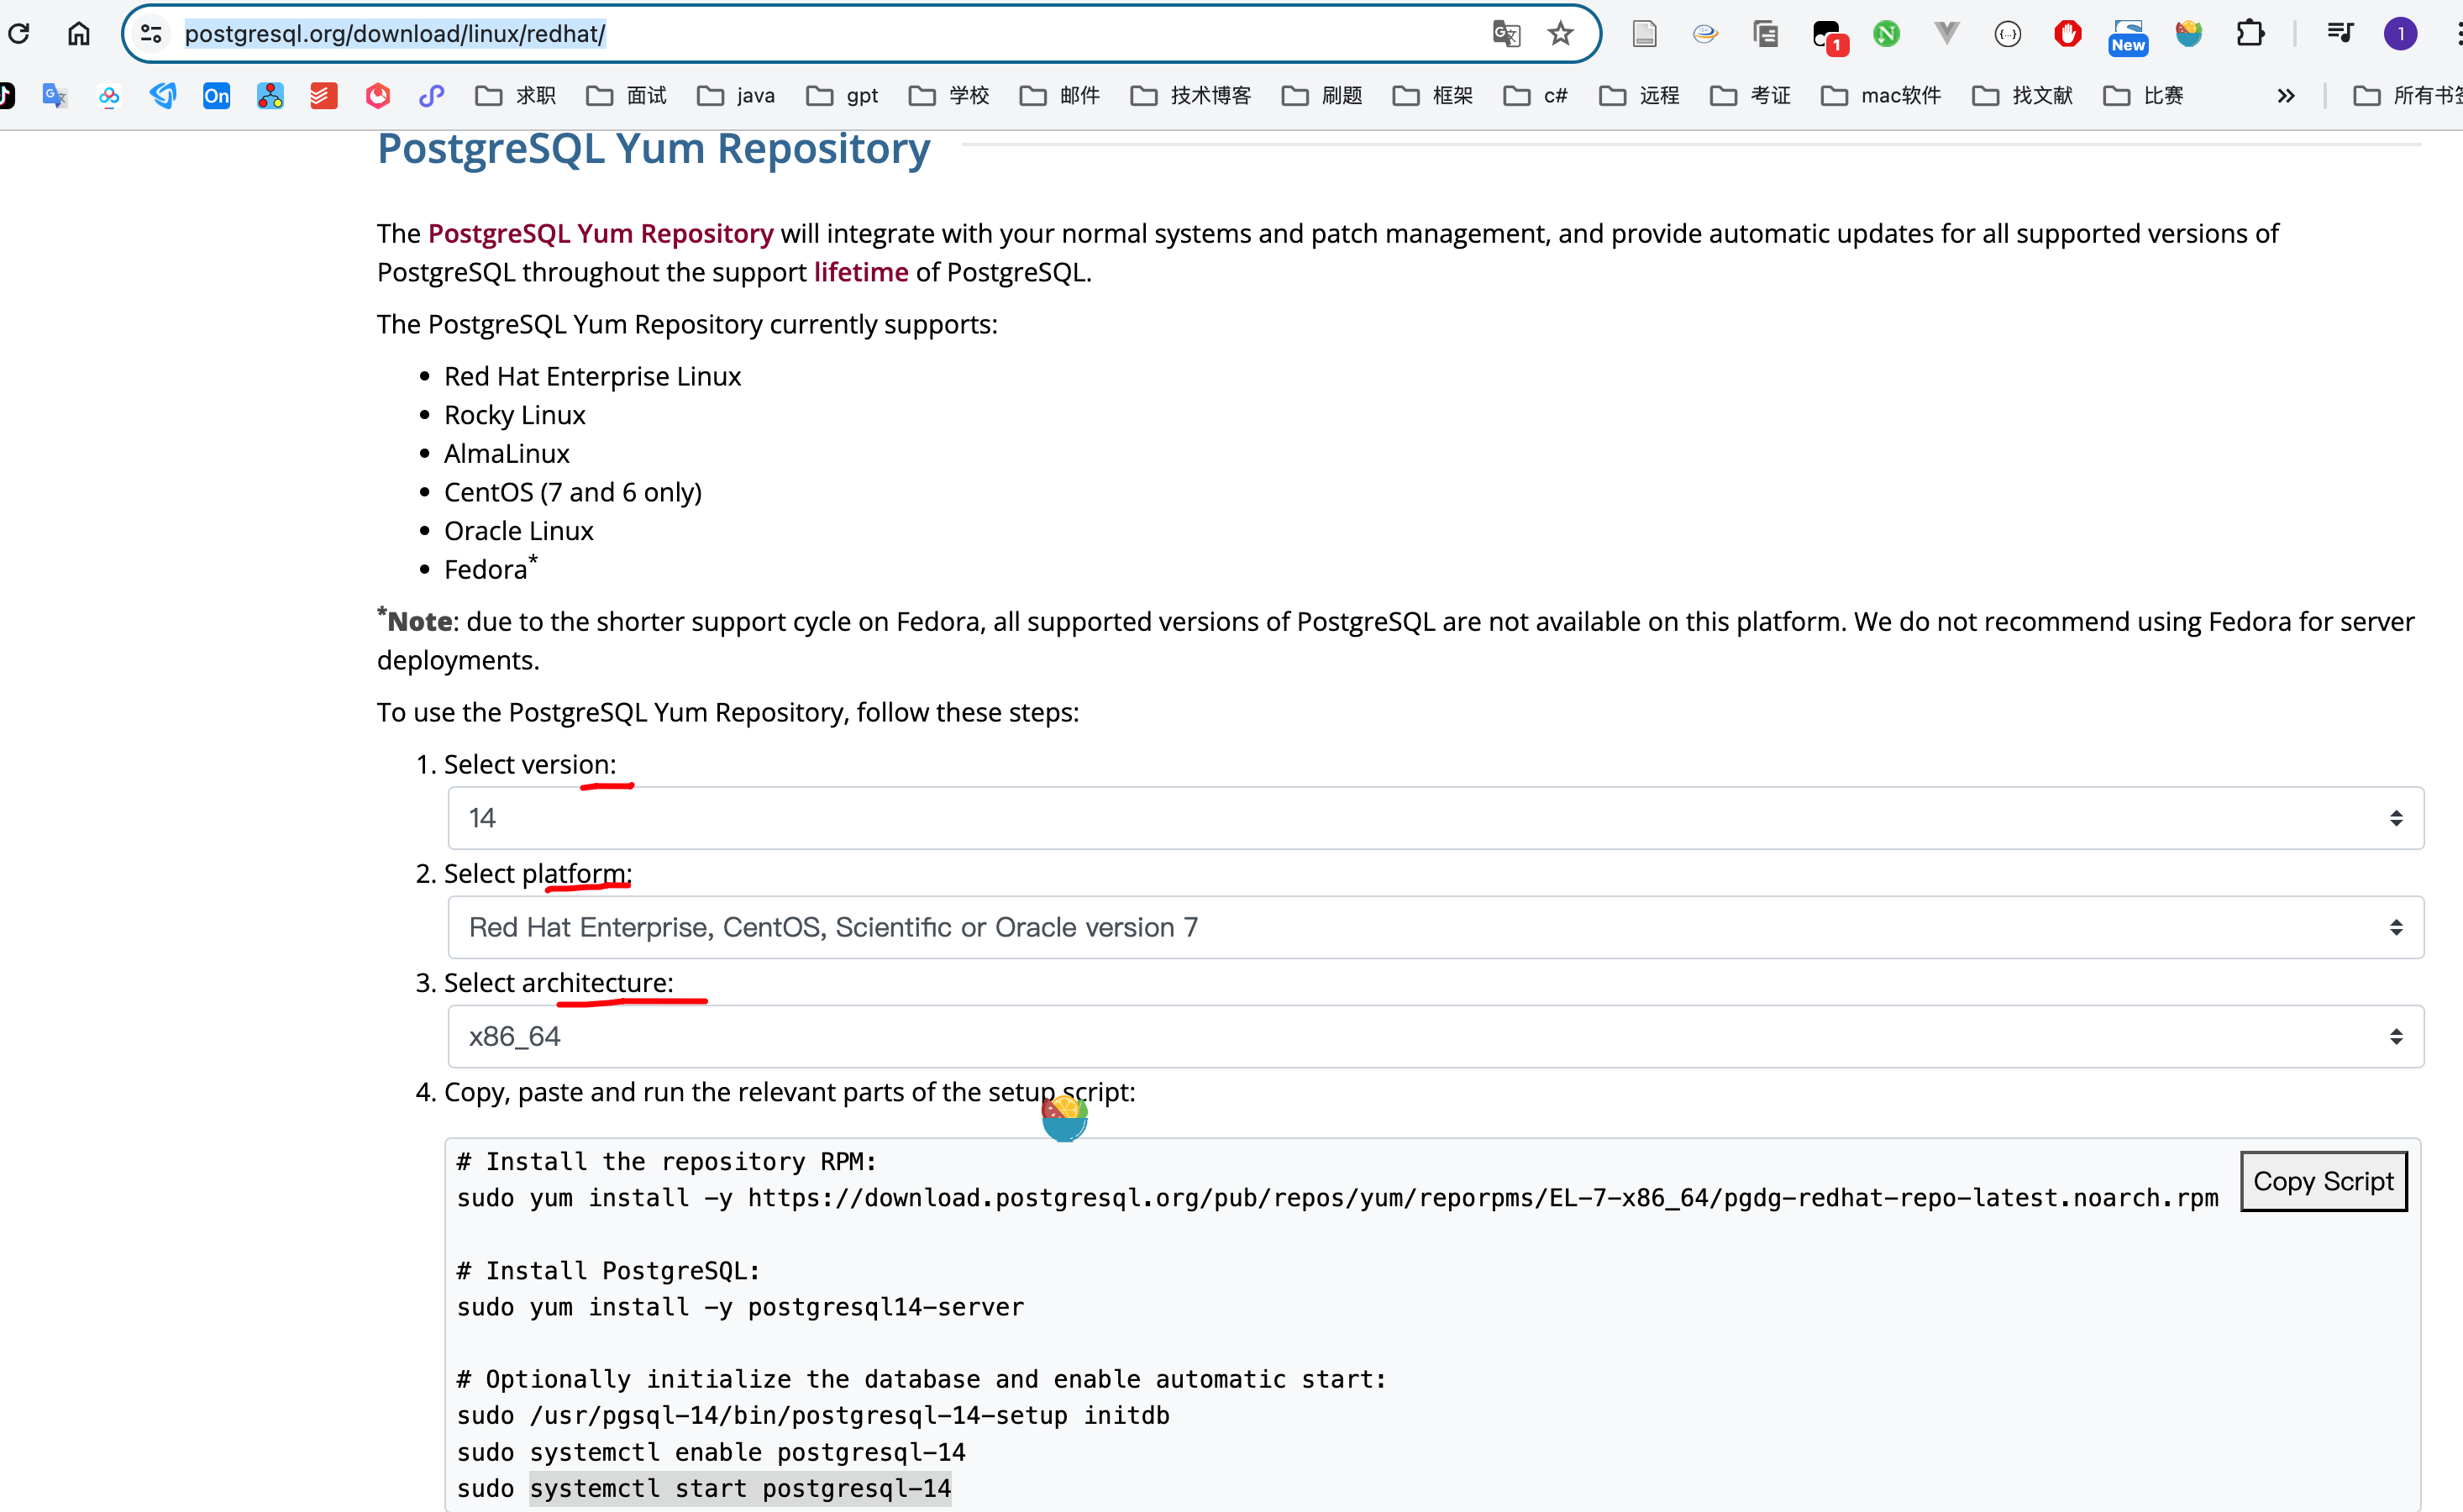 postgresql.org/download/linux/redhat/
1
New
1
On
求职
面试
java
gpt
学校
邮件
技术博客
刷题
框架
c#
远程
考证
mac软件
找文献
比赛
所有书签
PostgreSQL Yum Repository
The PostgreSQL Yum Repository will integrate with your normal systems and patch management, and provide automatic updates for all supported versions of
PostgreSQL throughout the support lifetime of PostgreSQL.
The PostgreSQL Yum Repository currently supports:
• Red Hat Enterprise Linux
• Rocky Linux
• AlmaLinux
• CentOS (7 and 6 only)
• Oracle Linux
• Fedora*
*Note: due to the shorter support cycle on Fedora, all supported versions of PostgreSQL are not available on this platform. We do not recommend using Fedora for server
deployments.
To use the PostgreSQL Yum Repository, follow these steps:
1. Select version:
14
2. Select platform:
Red Hat Enterprise, CentOS, Scientific or Oracle version 7
3. Select architecture:
x86_64
4. Copy, paste and run the relevant parts of the setup script:
Copy Script
# Install the repository RPM:
sudo yum install -y https://download.postgresql.org/pub/repos/yum/reporpms/EL-7-x86_64/pgdg-redhat-repo-latest.noarch.rpm
# Install PostgreSQL:
sudo yum install -y postgresql14-server
# Optionally initialize the database and enable automatic start:
sudo /usr/pgsql-14/bin/postgresql-14-setup initdb
sudo systemctl enable postgresql-14
sudo systemctl start postgresql-14